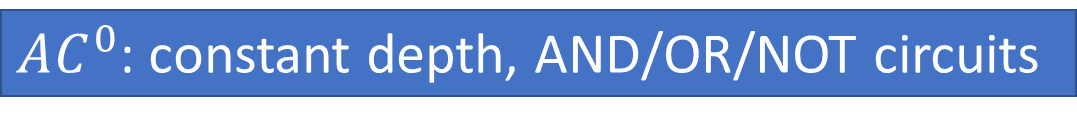 AC⁰: constant depth, AND/OR/NOT circuits